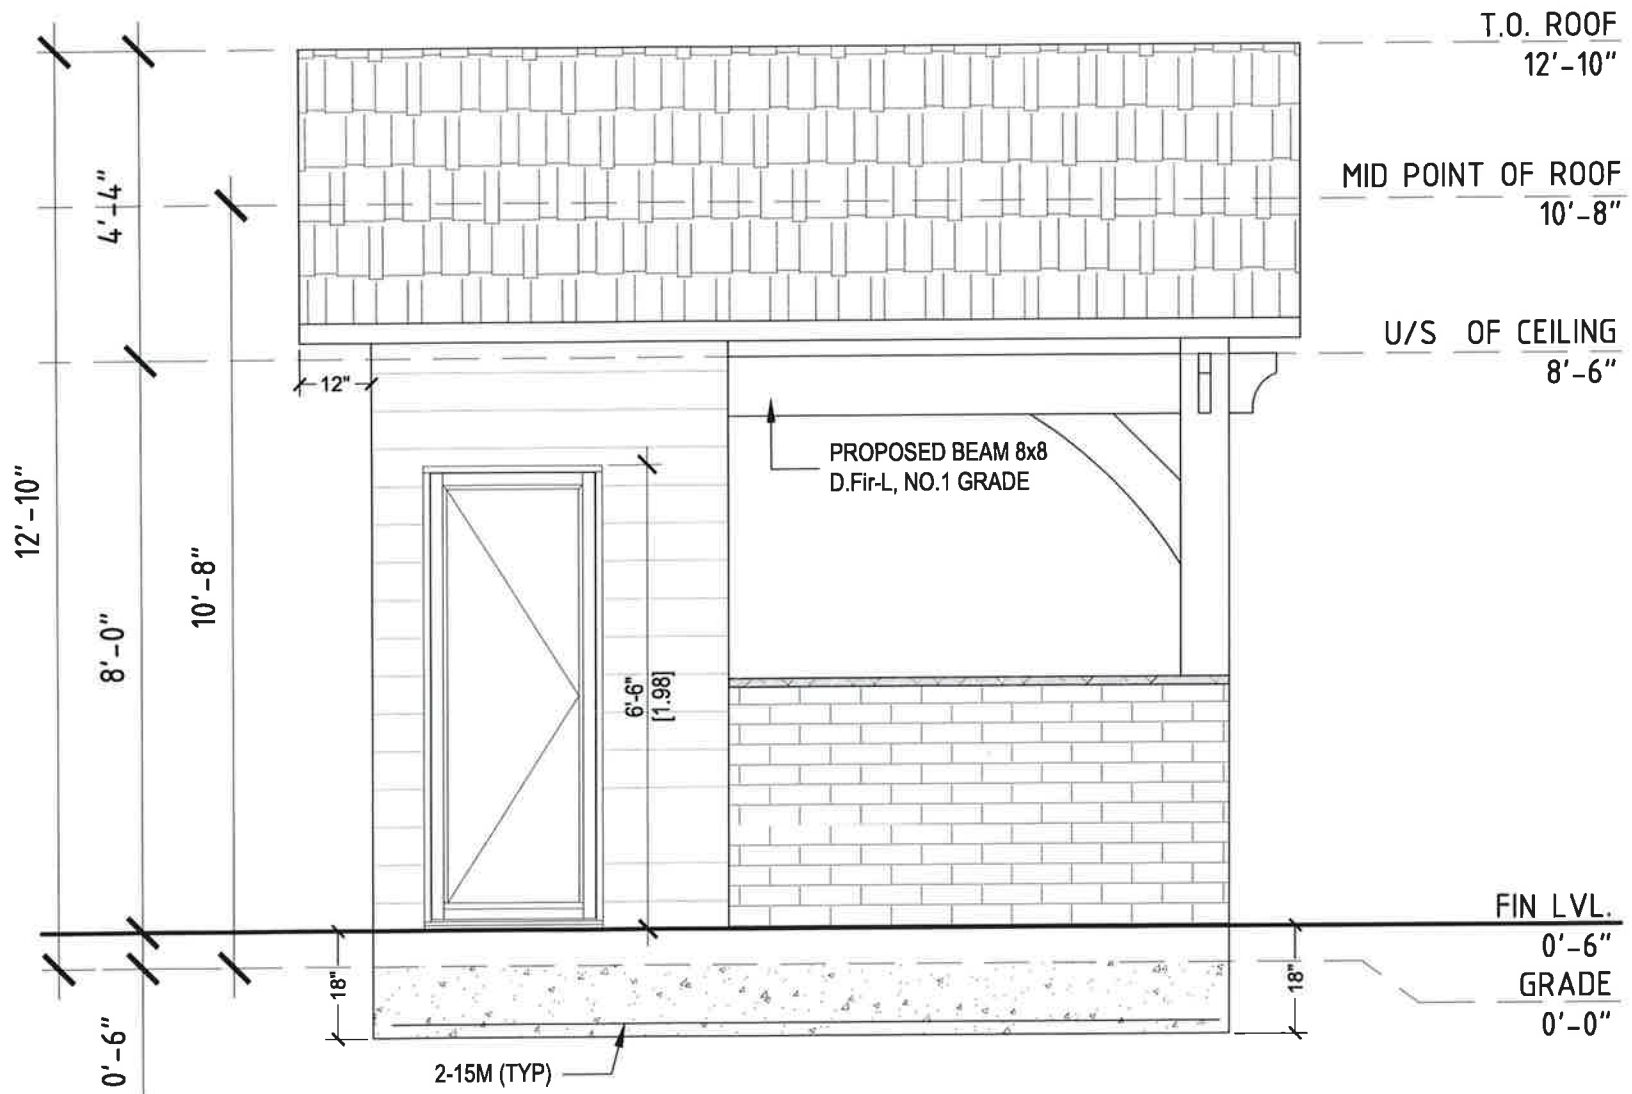 T.O. ROOF
12'-10"
MID POINT OF ROOF
10'-8"
U/S OF CEILING
8'-6"
4'-4"
12"
PROPOSED BEAM 8x8
D.Fir-L, NO.1 GRADE
12'-10"
10'-8"
8'-0"
6'-6"
[1.98]
FIN LVL.
0'-6"
GRADE
0'-0"
18"
18"
0'-6"
2-15M (TYP)